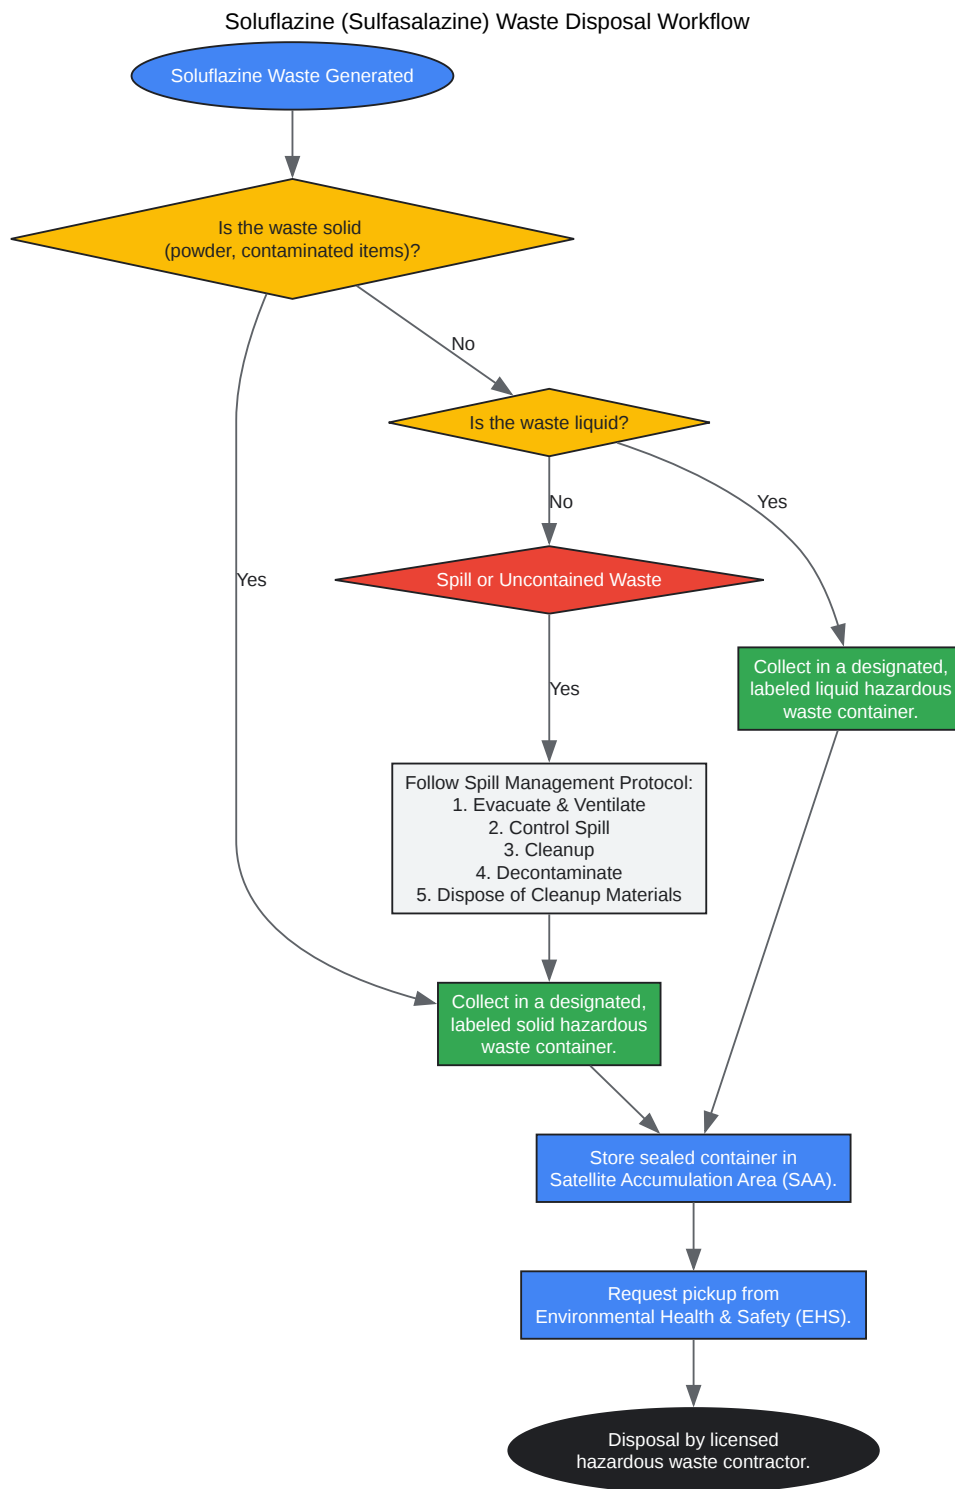 Soluflazine (Sulfasalazine) Waste Disposal Workflow
Soluflazine Waste Generated
Is the waste solid
(powder, contaminated items)?
No
Is the waste liquid?
No
Yes
Yes
Spill or Uncontained Waste
Collect in a designated,
labeled liquid hazardous
waste container.
Yes
Follow Spill Management Protocol:
1. Evacuate & Ventilate
2. Control Spill
3. Cleanup
4. Decontaminate
5. Dispose of Cleanup Materials
Collect in a designated,
labeled solid hazardous
waste container.
Store sealed container in
Satellite Accumulation Area (SAA).
Request pickup from
Environmental Health & Safety (EHS).
Disposal by licensed
hazardous waste contractor.